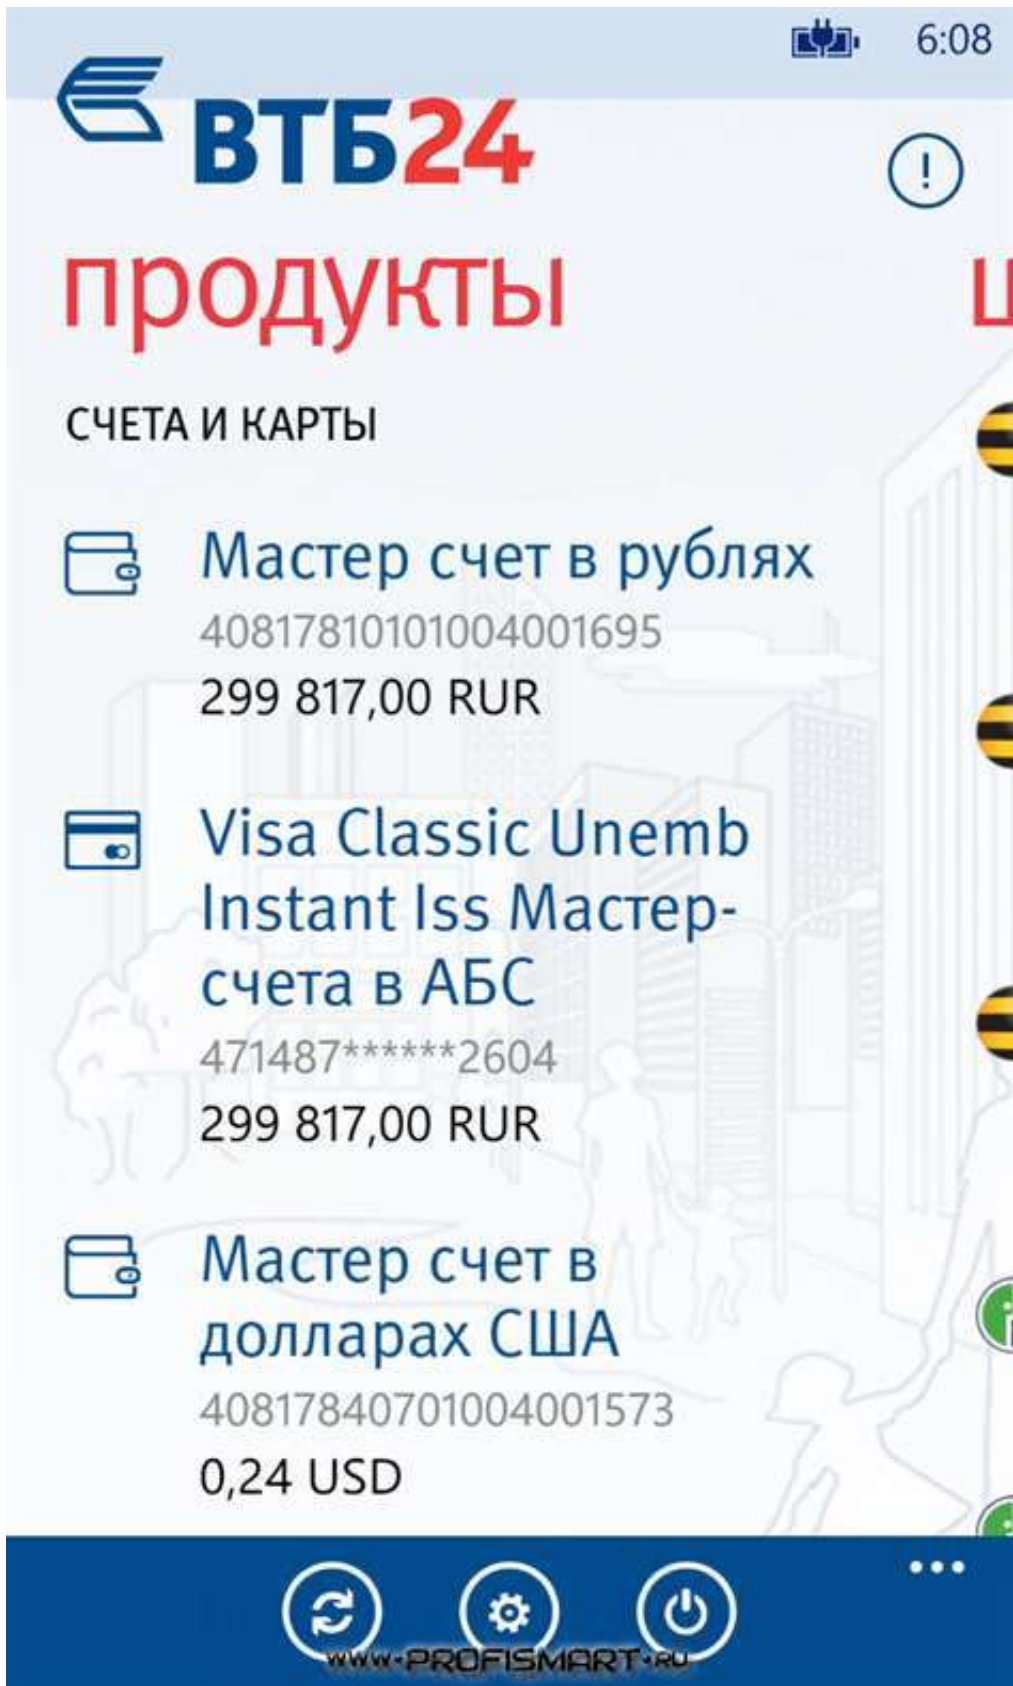 6:08
ВТБ24
продукты
СЧЕТА И КАРТЫ
Мастер счет в рублях
40817810101004001695
299 817,00 RUR
Visa Classic Unemb
Instant Iss Мастер-
счета в АБС
471487******2604
299 817,00 RUR
Мастер счет в
долларах США
40817840701004001573
0,24 USD
WWW.PROFISMART.RU